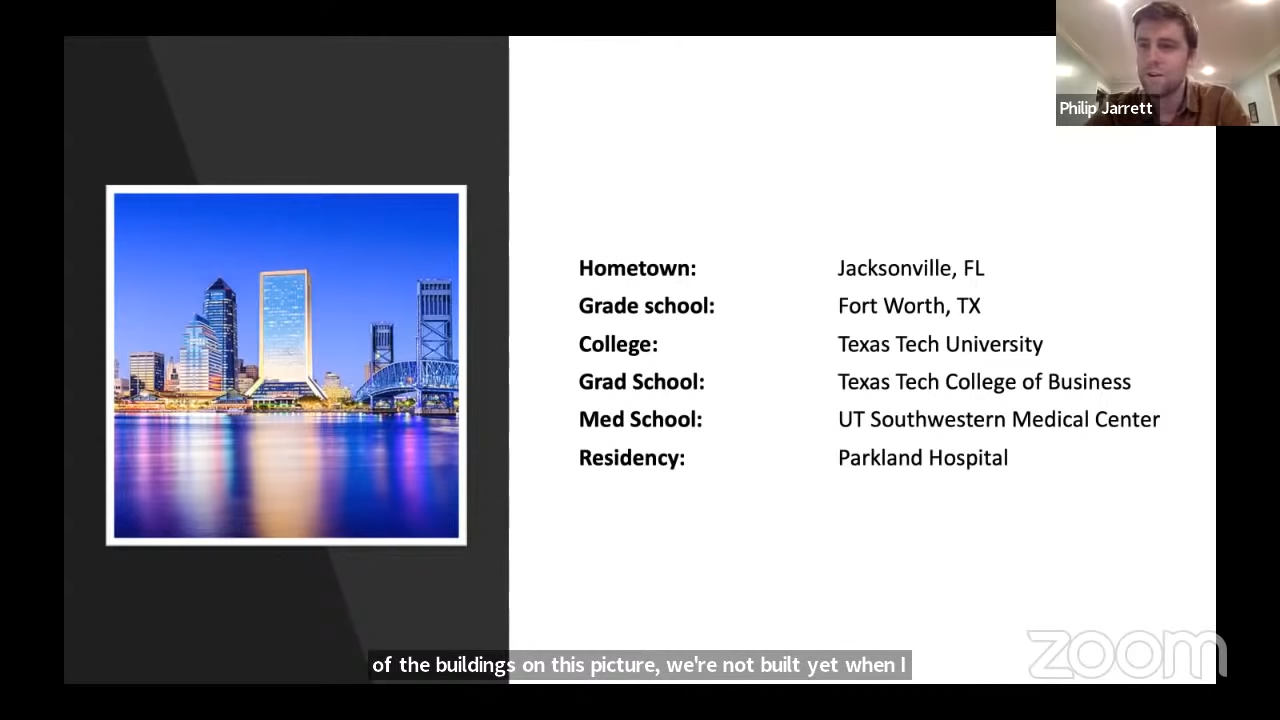 Philip Jarrett
Hometown: Jacksonville, FL
Grade school: Fort Worth, TX
College: Texas Tech University
Grad School: Texas Tech College of Business
Med School: UT Southwestern Medical Center
Residency: Parkland Hospital
zoom
of the buildings on this picture, we're not built yet when I